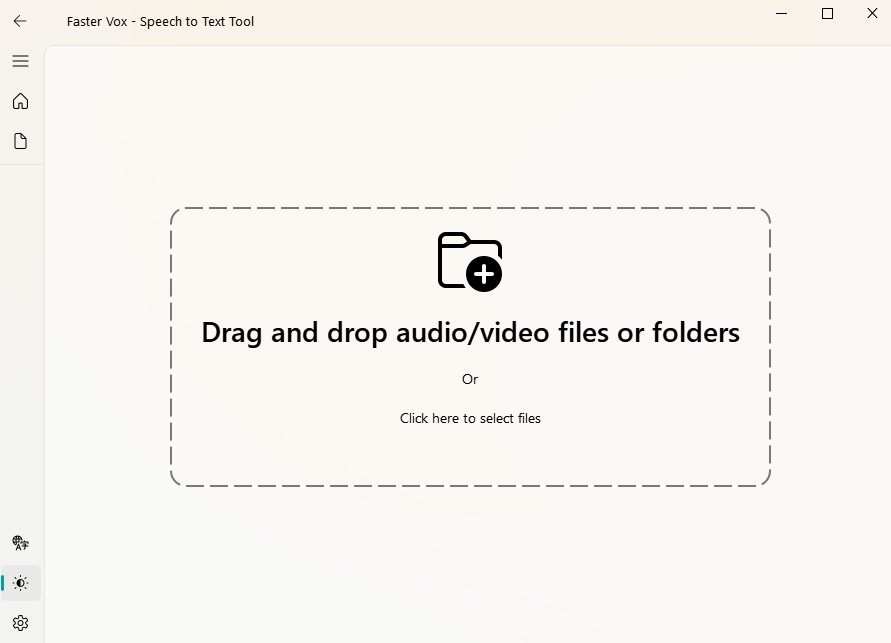 Faster Vox - Speech to Text Tool
Drag and drop audio/video files or folders
Or
Click here to select files